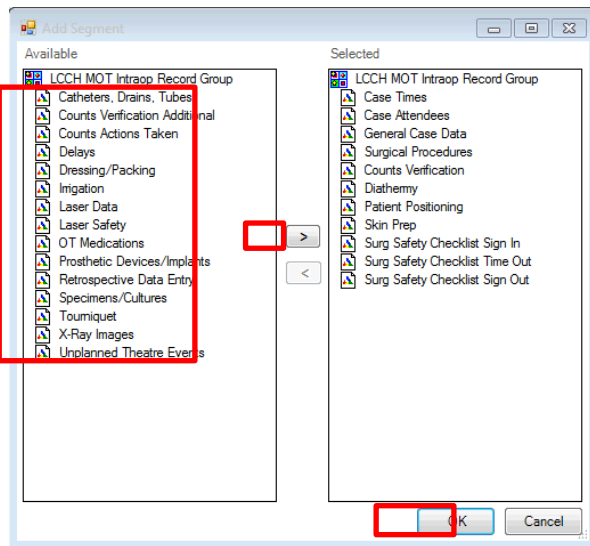 Add Segment
Available
LCCH MOT Intraop Record Group
Catheters, Drains, Tubes
Counts Verification Additional
Counts Actions Taken
Delays
Dressing/Packing
Irrigation
Laser Data
Laser Safety
OT Medications
Prosthetic Devices/Implants
Retrospective Data Entry
Specimens/Cultures
Tourniquet
X-Ray Images
Unplanned Theatre Events
>
<
Selected
LCCH MOT Intraop Record Group
Case Times
Case Attendees
General Case Data
Surgical Procedures
Counts Verification
Diathermy
Patient Positioning
Skin Prep
Surg Safety Checklist Sign In
Surg Safety Checklist Time Out
Surg Safety Checklist Sign Out
OK
Cancel